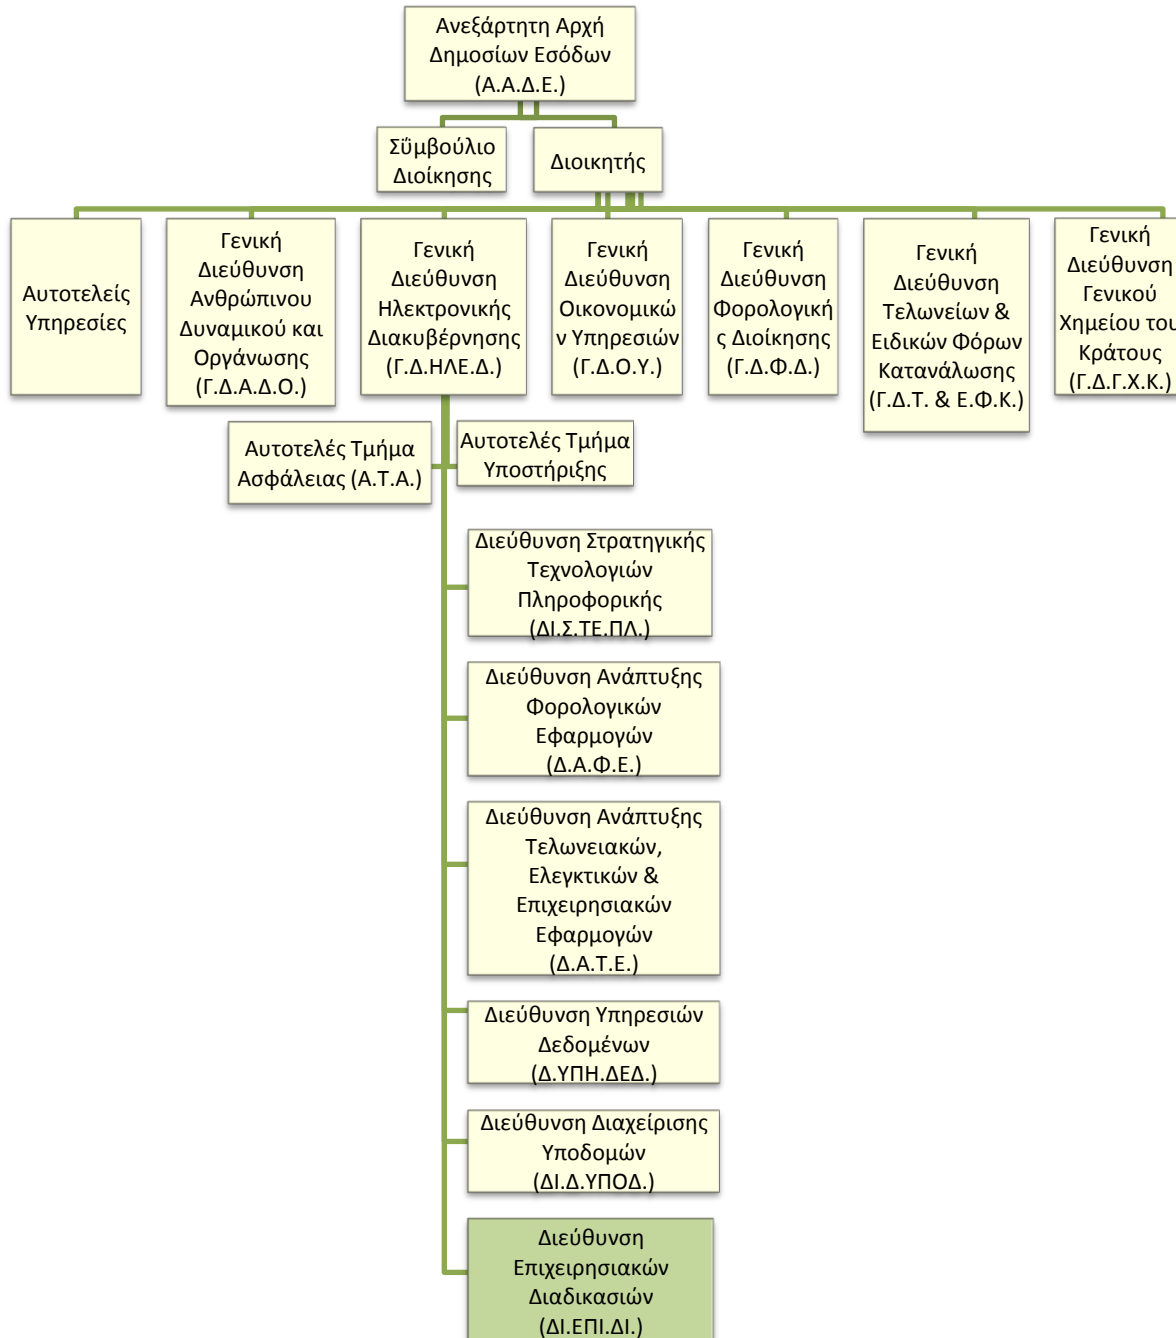 Ανεξάρτητη Αρχή
Δημοσίων Εσόδων
(Α.Α.Δ.Ε.)
Σΰμβούλιο
Διοίκησης
Διοικητής
Αυτοτελείς
Υπηρεσίες
Γενική
Διεύθυνση
Ανθρώπινου
Δυναμικού και
Οργάνωσης
(Γ.Δ.Α.Δ.Ο.)
Γενική
Διεύθυνση
Ηλεκτρονικής
Διακυβέρνησης
(Γ.Δ.ΗΛΕ.Δ.)
Γενική
Διεύθυνση
Οικονομικώ
ν Υπηρεσιών
(Γ.Δ.Ο.Υ.)
Γενική
Διεύθυνση
Φορολογική
ς Διοίκησης
(Γ.Δ.Φ.Δ.)
Γενική
Διεύθυνση
Τελωνείων &
Ειδικών Φόρων
Κατανάλωσης
(Γ.Δ.Τ. & Ε.Φ.Κ.)
Γενική
Διεύθυνση
Γενικού
Χημείου του
Κράτους
(Γ.Δ.Γ.Χ.Κ.)
Αυτοτελές Τμήμα
Ασφάλειας (Α.Τ.Α.)
Αυτοτελές Τμήμα
Υποστήριξης
Διεύθυνση Στρατηγικής
Τεχνολογιών
Πληροφορικής
(ΔΙ.Σ.ΤΕ.ΠΛ.)
Διεύθυνση Ανάπτυξης
Φορολογικών
Εφαρμογών
(Δ.Α.Φ.Ε.)
Διεύθυνση Ανάπτυξης
Τελωνειακών,
Ελεγκτικών &
Επιχειρησιακών
Εφαρμογών
(Δ.Α.Τ.Ε.)
Διεύθυνση Υπηρεσιών
Δεδομένων
(Δ.ΥΠΗ.ΔΕΔ.)
Διεύθυνση Διαχείρισης
Υποδομών
(ΔΙ.Δ.ΥΠΟΔ.)
Διεύθυνση
Επιχειρησιακών
Διαδικασιών
(ΔΙ.ΕΠΙ.ΔΙ.)